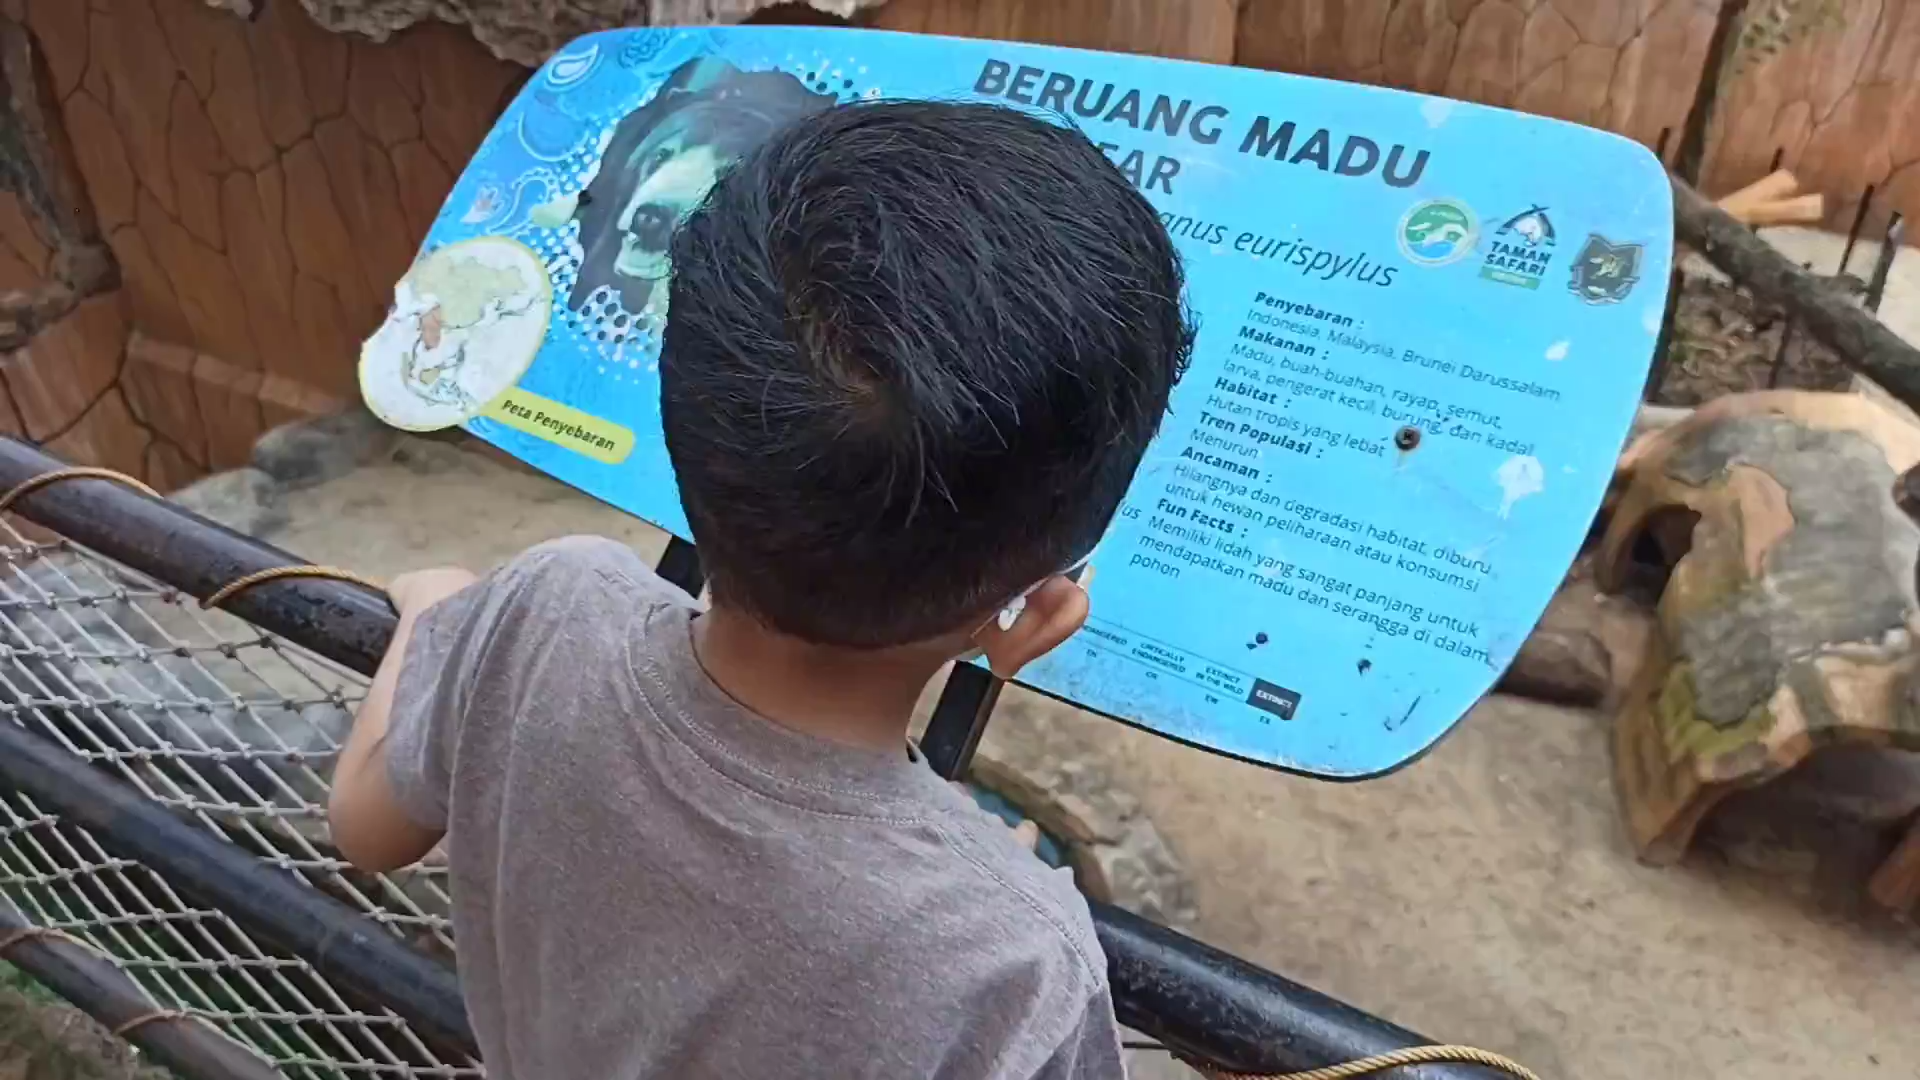 BERUANG MADU
FAR
anus eurispylus
TAMAN
SAFARI
Penyebaran :
Indonesia, Malaysia, Brunei Darussalam
Makanan :
Madu, buah-buahan, rayap, semut,
larva, pengerat kecil, burung, dan kadal
Habitat :
Hutan tropis yang lebat
Tren Populasi :
Menurun
Ancaman :
Hilangnya dan degradasi habitat, diburu
untuk hewan peliharaan atau konsumsi
Fun Facts :
Memiliki lidah yang sangat panjang untuk
mendapatkan madu dan serangga di dalam
pohon
Peta Penyebaran
us
CRITICALLY
ENDANGERED
CR
EXTINCT
IN THE WILD
EW
EXTINCT
EX
EN